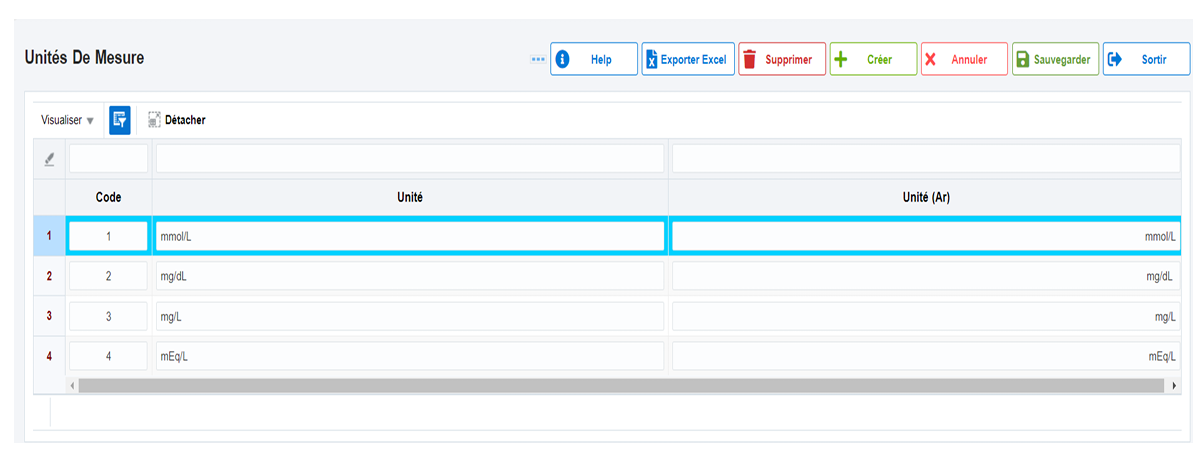 Unités De Mesure
Help Exporter Excel Supprimer Créer Annuler Sauvegarder Sortir
Visualiser Détacher
Code Unité Unité (Ar)
1 1 mmol/L mmol/L
2 2 mg/dL mg/dL
3 3 mg/L mg/L
4 4 mEq/L mEq/L